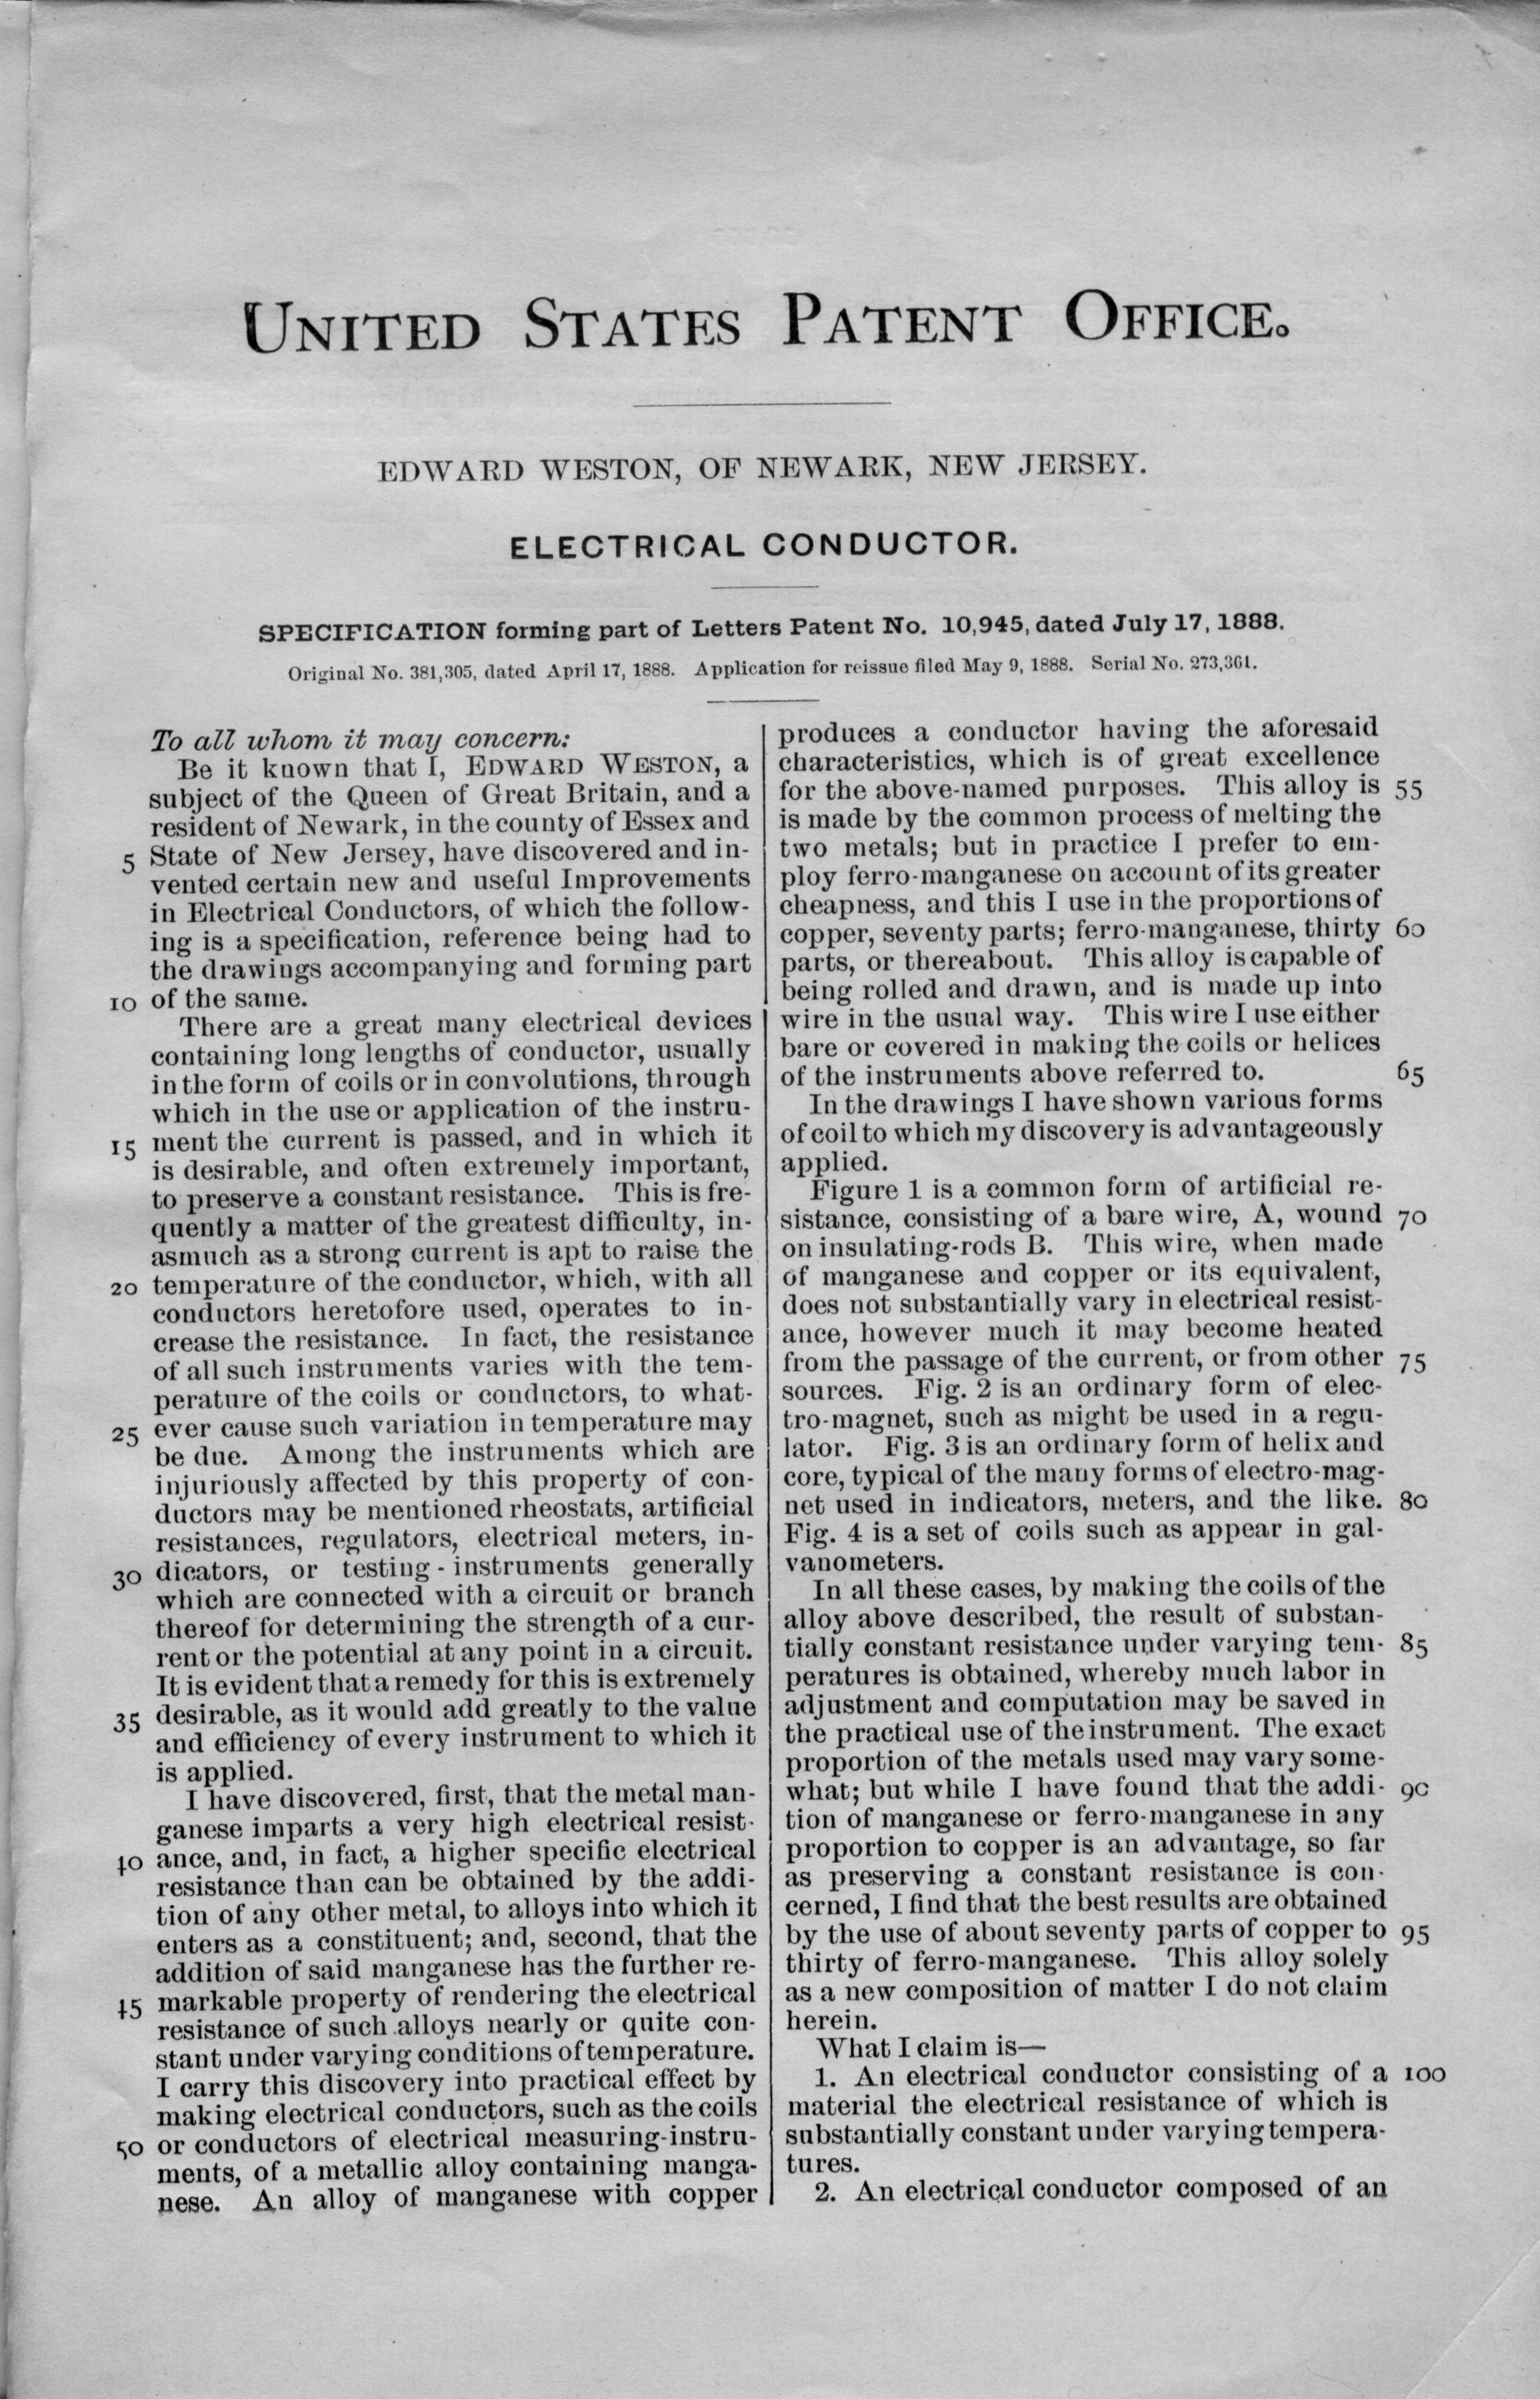 UNITED STATES PATENT OFFICE.
EDWARD WESTON, OF NEWARK, NEW JERSEY.
ELECTRICAL CONDUCTOR.
SPECIFICATION forming part of Letters Patent No. 10,945, dated July 17, 1888.
Original No. 381,305, dated April 17, 1888. Application for reissue filed May 9, 1888. Serial No. 273,361.
To all whom it may concern:
Be it known that I, EDWARD WESTON, a
subject of the Queen of Great Britain, and a
resident of Newark, in the county of Essex and
5 State of New Jersey, have discovered and in-
vented certain new and useful Improvements
in Electrical Conductors, of which the follow-
ing is a specification, reference being had to
the drawings accompanying and forming part
10 of the same.
There are a great many electrical devices
containing long lengths of conductor, usually
in the form of coils or in convolutions, through
which in the use or application of the instru-
15 ment the current is passed, and in which it
is desirable, and often extremely important,
to preserve a constant resistance. This is fre-
quently a matter of the greatest difficulty, in-
asmuch as a strong current is apt to raise the
20 temperature of the conductor, which, with all
conductors heretofore used, operates to in-
crease the resistance. In fact, the resistance
of all such instruments varies with the tem-
perature of the coils or conductors, to what-
25 ever cause such variation in temperature may
be due. Among the instruments which are
injuriously affected by this property of con-
ductors may be mentioned rheostats, artificial
resistances, regulators, electrical meters, in-
30 dicators, or testing-instruments generally
which are connected with a circuit or branch
thereof for determining the strength of a cur-
rent or the potential at any point in a circuit.
It is evident that a remedy for this is extremely
35 desirable, as it would add greatly to the value
and efficiency of every instrument to which it
is applied.
I have discovered, first, that the metal man-
ganese imparts a very high electrical resist-
40 ance, and, in fact, a higher specific electrical
resistance than can be obtained by the addi-
tion of any other metal, to alloys into which it
enters as a constituent; and, second, that the
addition of said manganese has the further re-
45 markable property of rendering the electrical
resistance of such alloys nearly or quite con-
stant under varying conditions of temperature.
I carry this discovery into practical effect by
making electrical conductors, such as the coils
50 or conductors of electrical measuring-instru-
ments, of a metallic alloy containing manga-
nese. An alloy of manganese with copper
produces a conductor having the aforesaid
characteristics, which is of great excellence
for the above-named purposes. This alloy is 55
is made by the common process of melting the
two metals; but in practice I prefer to em-
ploy ferro-manganese on account of its greater
cheapness, and this I use in the proportions of
copper, seventy parts; ferro-manganese, thirty 60
parts, or thereabout. This alloy is capable of
being rolled and drawn, and is made up into
wire in the usual way. This wire I use either
bare or covered in making the coils or helices
of the instruments above referred to. 65
In the drawings I have shown various forms
of coil to which my discovery is advantageously
applied.
Figure 1 is a common form of artificial re-
sistance, consisting of a bare wire, A, wound 70
on insulating-rods B. This wire, when made
of manganese and copper or its equivalent,
does not substantially vary in electrical resist-
ance, however much it may become heated
from the passage of the current, or from other 75
sources. Fig. 2 is an ordinary form of elec-
tro-magnet, such as might be used in a regu-
lator. Fig. 3 is an ordinary form of helix and
core, typical of the many forms of electro-mag-
net used in indicators, meters, and the like. 80
Fig. 4 is a set of coils such as appear in gal-
vanometers.
In all these cases, by making the coils of the
alloy above described, the result of substan-
tially constant resistance under varying tem- 85
peratures is obtained, whereby much labor in
adjustment and computation may be saved in
the practical use of the instrument. The exact
proportion of the metals used may vary some-
what; but while I have found that the addi- 90
tion of manganese or ferro-manganese in any
proportion to copper is an advantage, so far
as preserving a constant resistance is con-
cerned, I find that the best results are obtained
by the use of about seventy parts of copper to 95
thirty of ferro-manganese. This alloy solely
as a new composition of matter I do not claim
herein.
What I claim is—
1. An electrical conductor consisting of a 100
material the electrical resistance of which is
substantially constant under varying tempera-
tures.
2. An electrical conductor composed of an